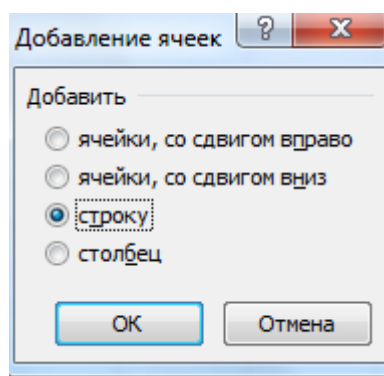 Добавление ячеек ? X
Добавить
ячейки, со сдвигом вправо
ячейки, со сдвигом вниз
строку
столбец
ОК Отмена